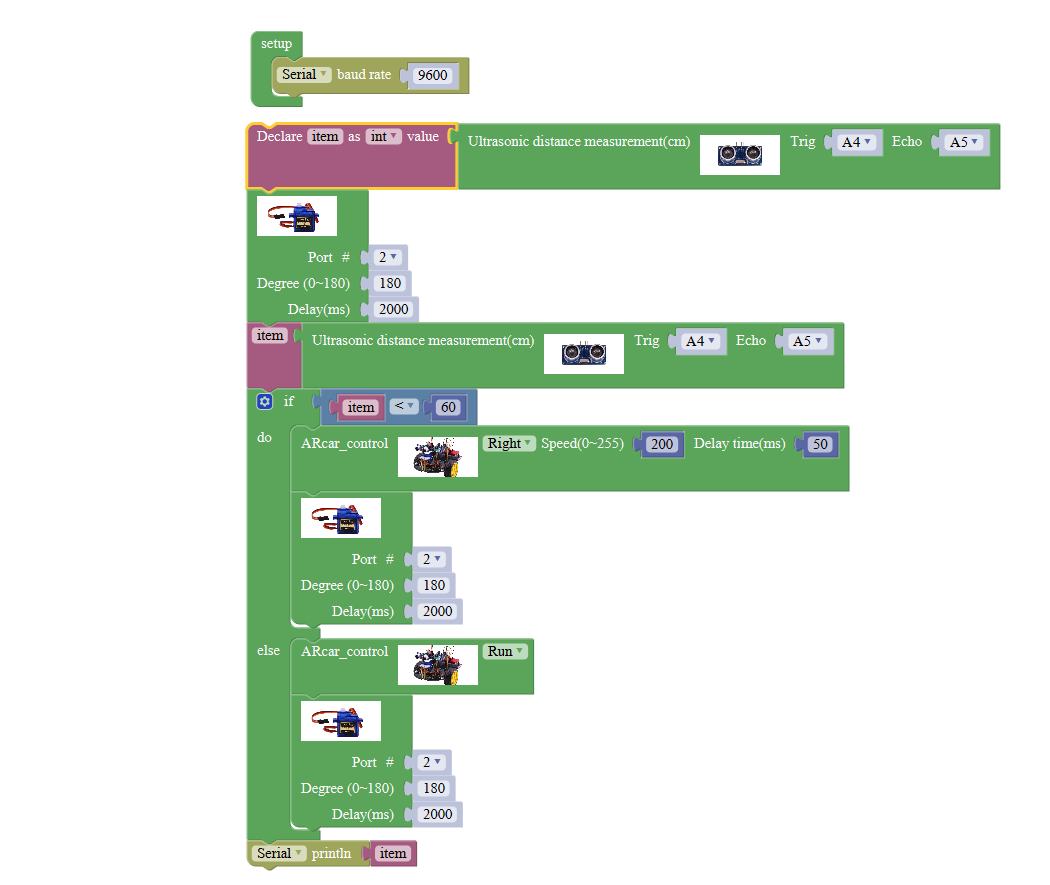 setup
Serial baud rate 9600
Declare item as int value Ultrasonic distance measurement(cm) Trig A4 Echo A5
Port # 2
Degree (0~180) 180
Delay(ms) 2000
item Ultrasonic distance measurement(cm) Trig A4 Echo A5
if item < 60
do ARcar_control Right Speed(0~255) 200 Delay time(ms) 50
Port # 2
Degree (0~180) 180
Delay(ms) 2000
else ARcar_control Run
Port # 2
Degree (0~180) 180
Delay(ms) 2000
Serial println item